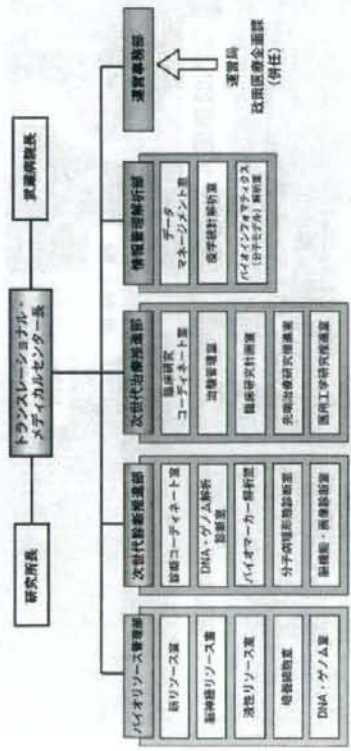 研究所長
トランスレーショナル・
メディカルセンター長
武蔵病院長
バイオリソース管理部
筋リソース室
脳神経リソース室
液性リソース室
培養細胞室
DNA・ゲノム室
次世代診断推進部
診断コーディネート室
DNA・ゲノム解析
診断室
バイオマーカー解析室
分子病理形態診断室
脳機能・画像診断室
次世代治療推進部
臨床研究
コーディネート室
治験管理室
臨床研究計画室
先端治療研究推進室
医用工学研究推進室
情報管理解析部
データ
マネージメント室
疫学統計解析室
バイオインフォマティクス
(分子モデル)解析室
運営事務部
運営局
政策医療企画課
(併任)